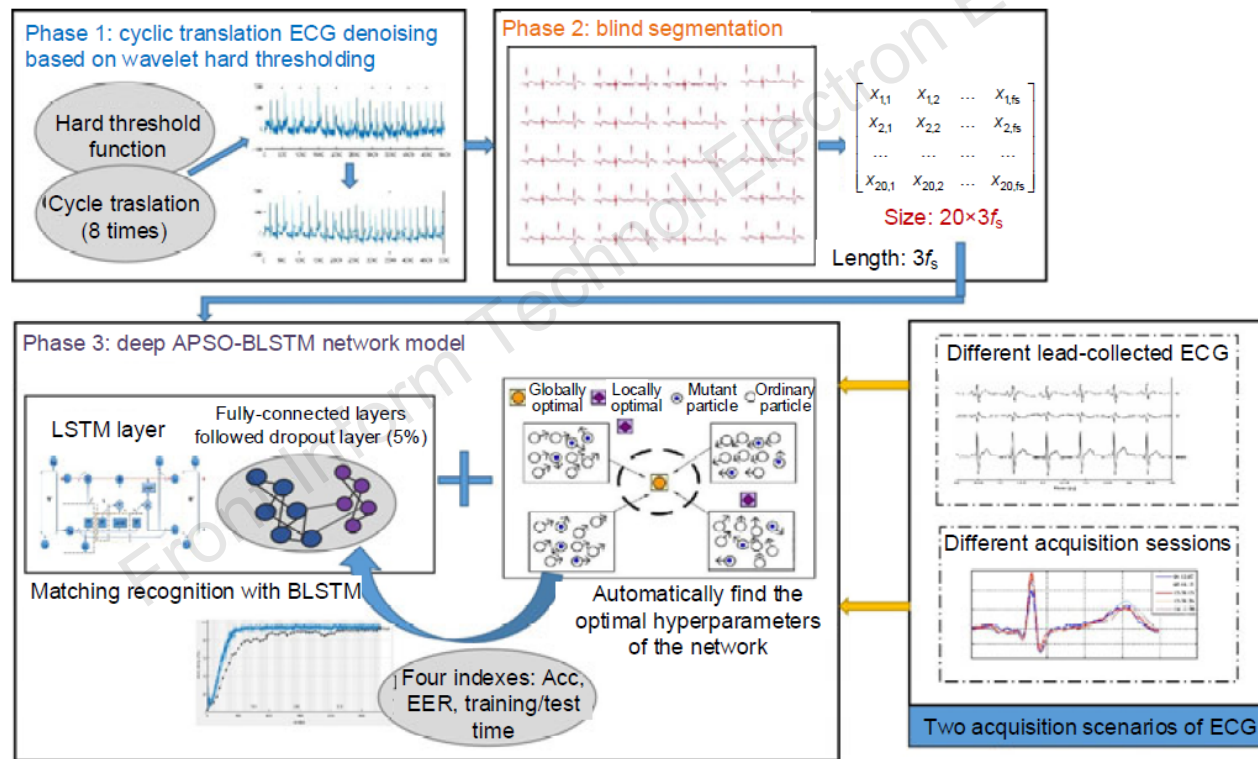 Phase 1: cyclic translation ECG denoising
based on wavelet hard thresholding
Hard threshold
function
Cycle traslation
(8 times)
Phase 2: blind segmentation
X1,1 X1,2 ... X1,fs
X2,1 X2,2 ... X2,fs
... ... ... ...
X20,1 X20,2 ... X20,fs
Size: 20×3fs
Length: 3fs
Phase 3: deep APSO-BLSTM network model
LSTM layer
Fully-connected layers
followed dropout layer (5%)
Matching recognition with BLSTM
Globally
optimal
Locally
optimal
Mutant
particle
Ordinary
particle
Automatically find the
optimal hyperparameters
of the network
Four indexes: Acc,
EER, training/test
time
Different lead-collected ECG
Different acquisition sessions
Two acquisition scenarios of ECG
Front Inform Technol Electron E